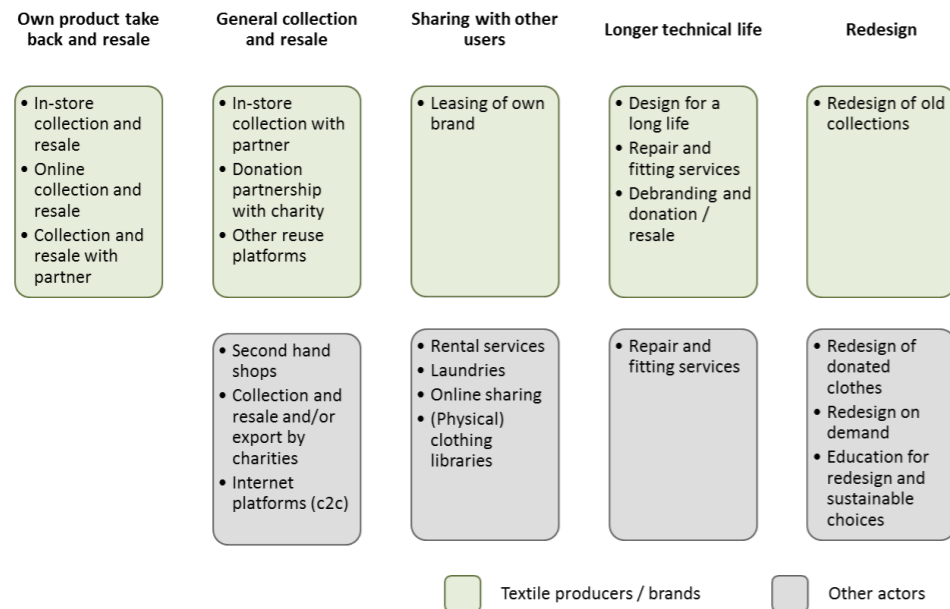 Own product take
back and resale
General collection
and resale
Sharing with other
users
Longer technical life
Redesign
• In-store
collection and
resale
• Online
collection and
resale
• Collection and
resale with
partner
• In-store
collection with
partner
• Donation
partnership
with charity
• Other reuse
platforms
• Leasing of own
brand
• Design for a
long life
• Repair and
fitting services
• Debranding and
donation /
resale
• Redesign of old
collections
• Second hand
shops
• Collection and
resale and/or
export by
charities
• Internet
platforms (c2c)
• Rental services
• Laundries
• Online sharing
• (Physical)
clothing
libraries
• Repair and
fitting services
• Redesign of
donated
clothes
• Redesign on
demand
• Education for
redesign and
sustainable
choices
Textile producers / brands
Other actors